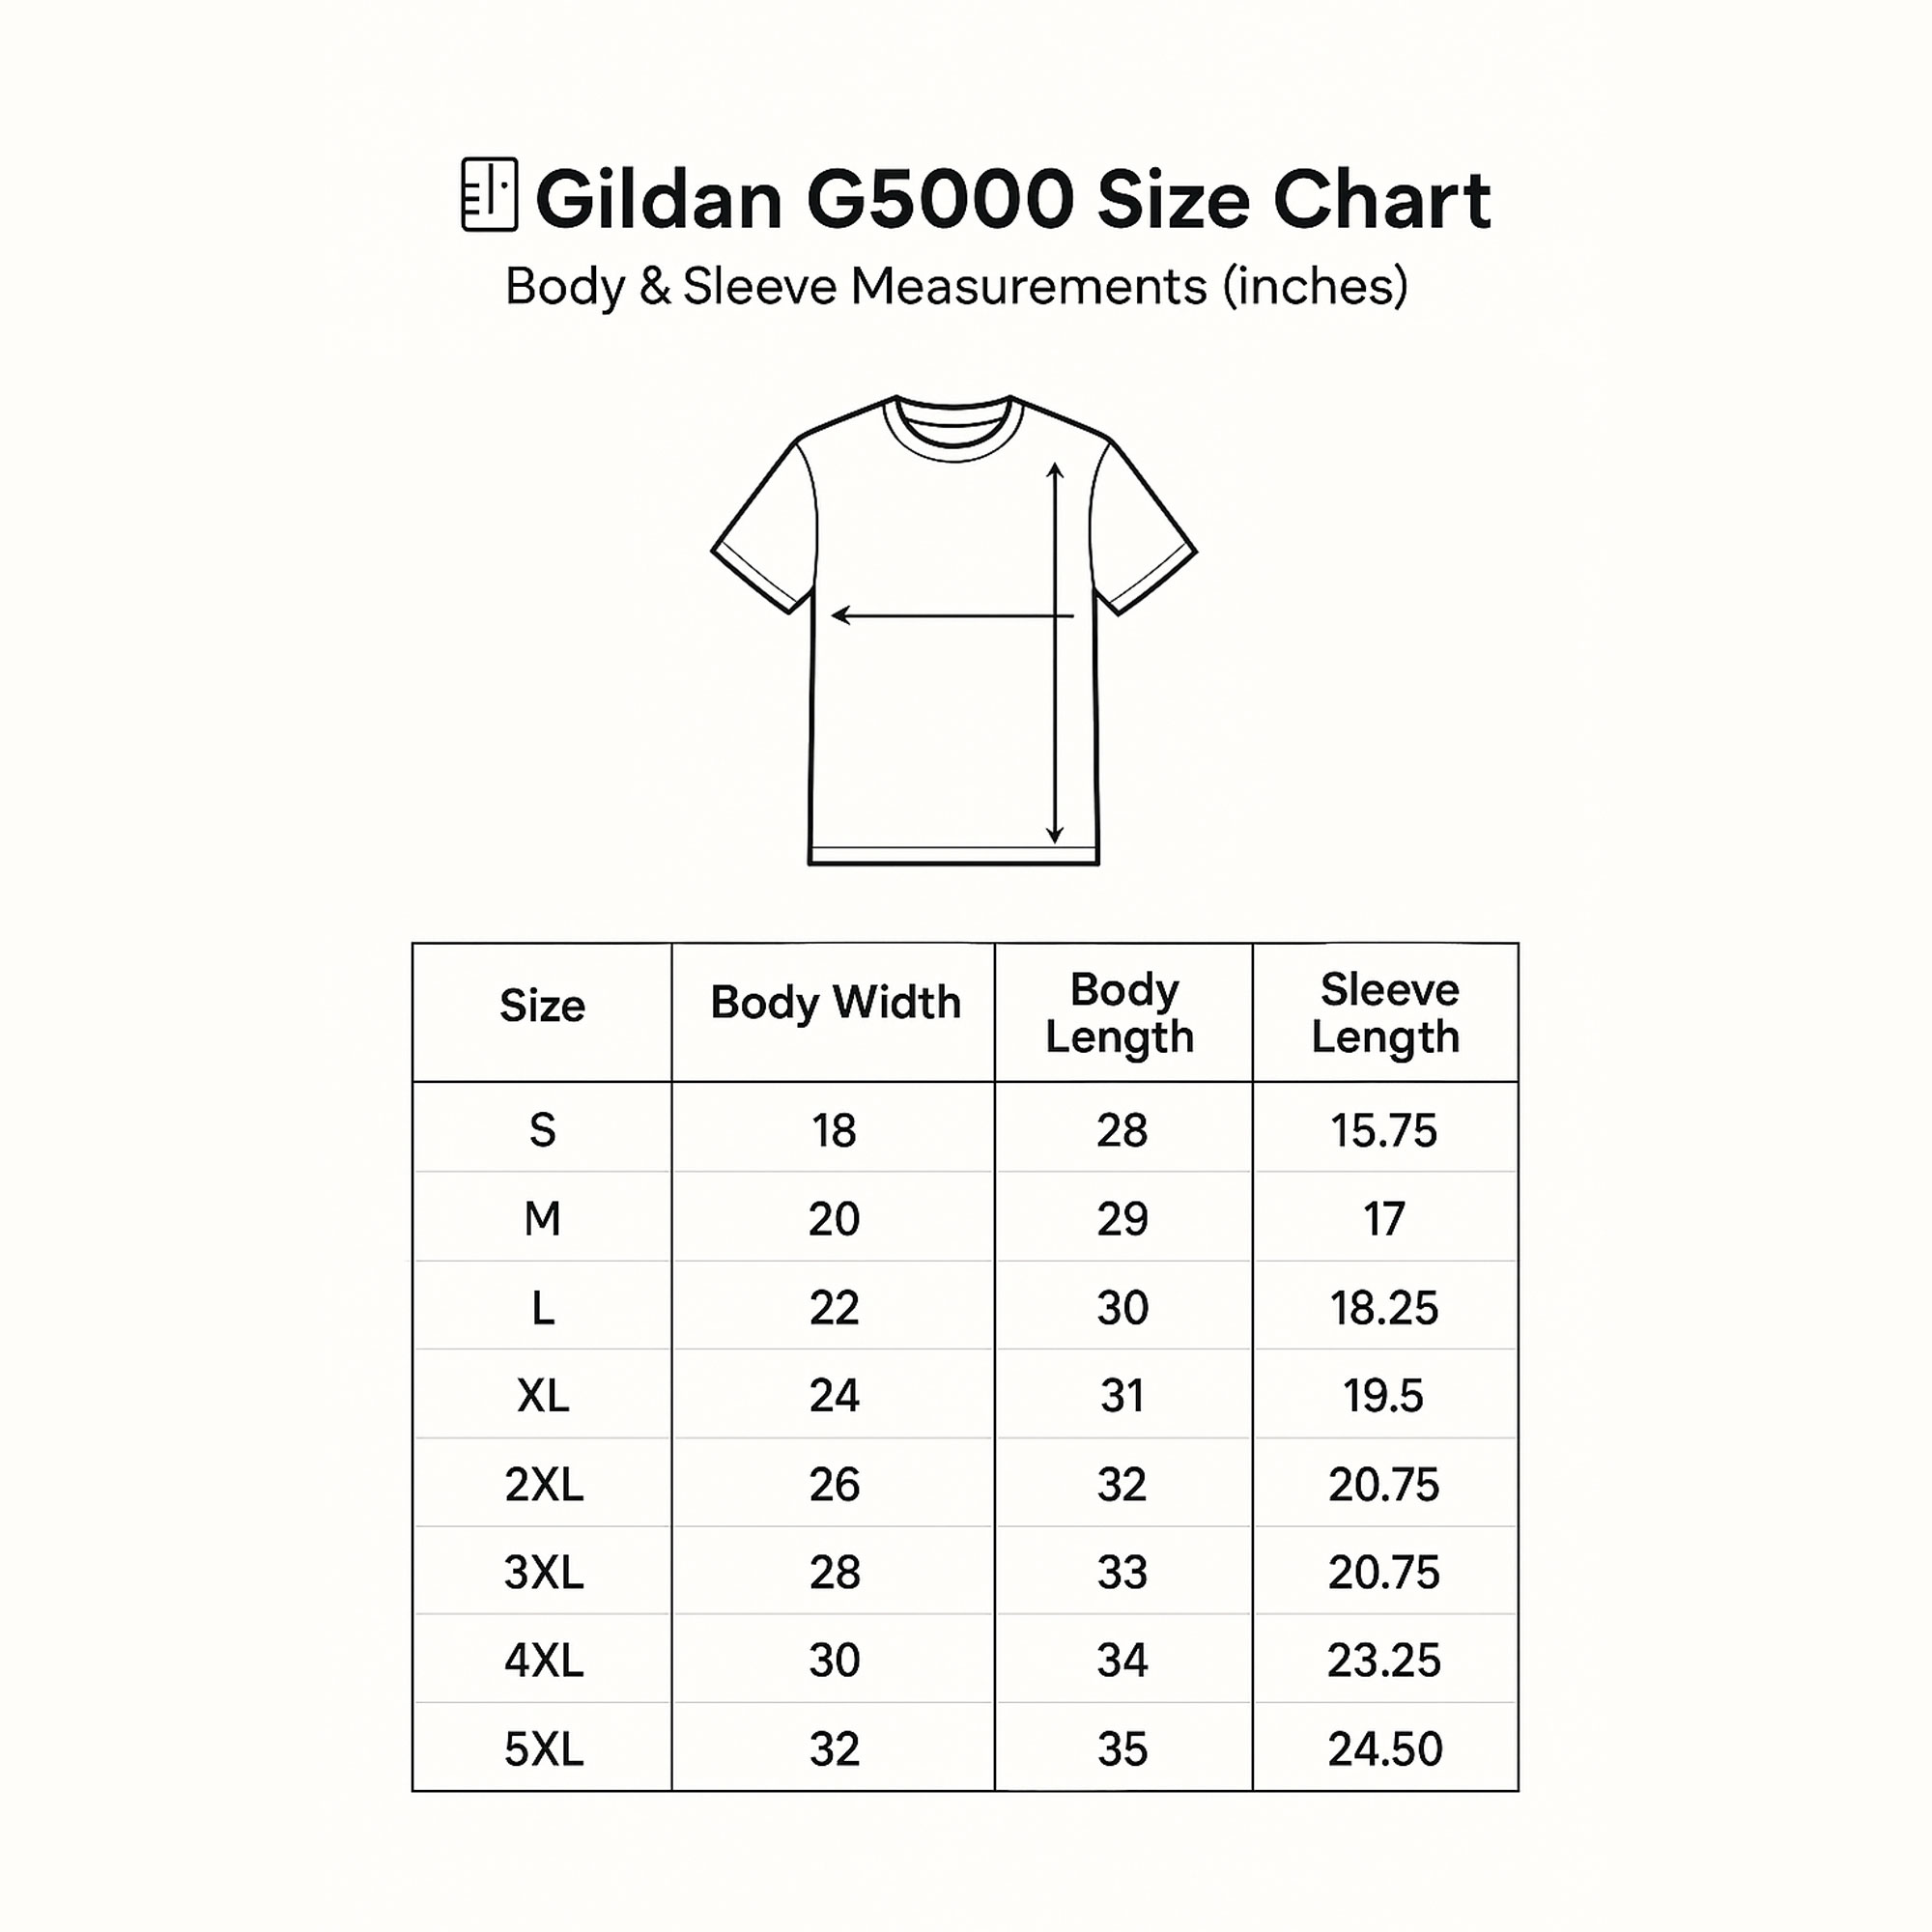 Gildan G5000 Size Chart
Body & Sleeve Measurements (inches)
Size Body Width Body Length Sleeve Length
S 18 28 15.75
M 20 29 17
L 22 30 18.25
XL 24 31 19.5
2XL 26 32 20.75
3XL 28 33 20.75
4XL 30 34 23.25
5XL 32 35 24.50